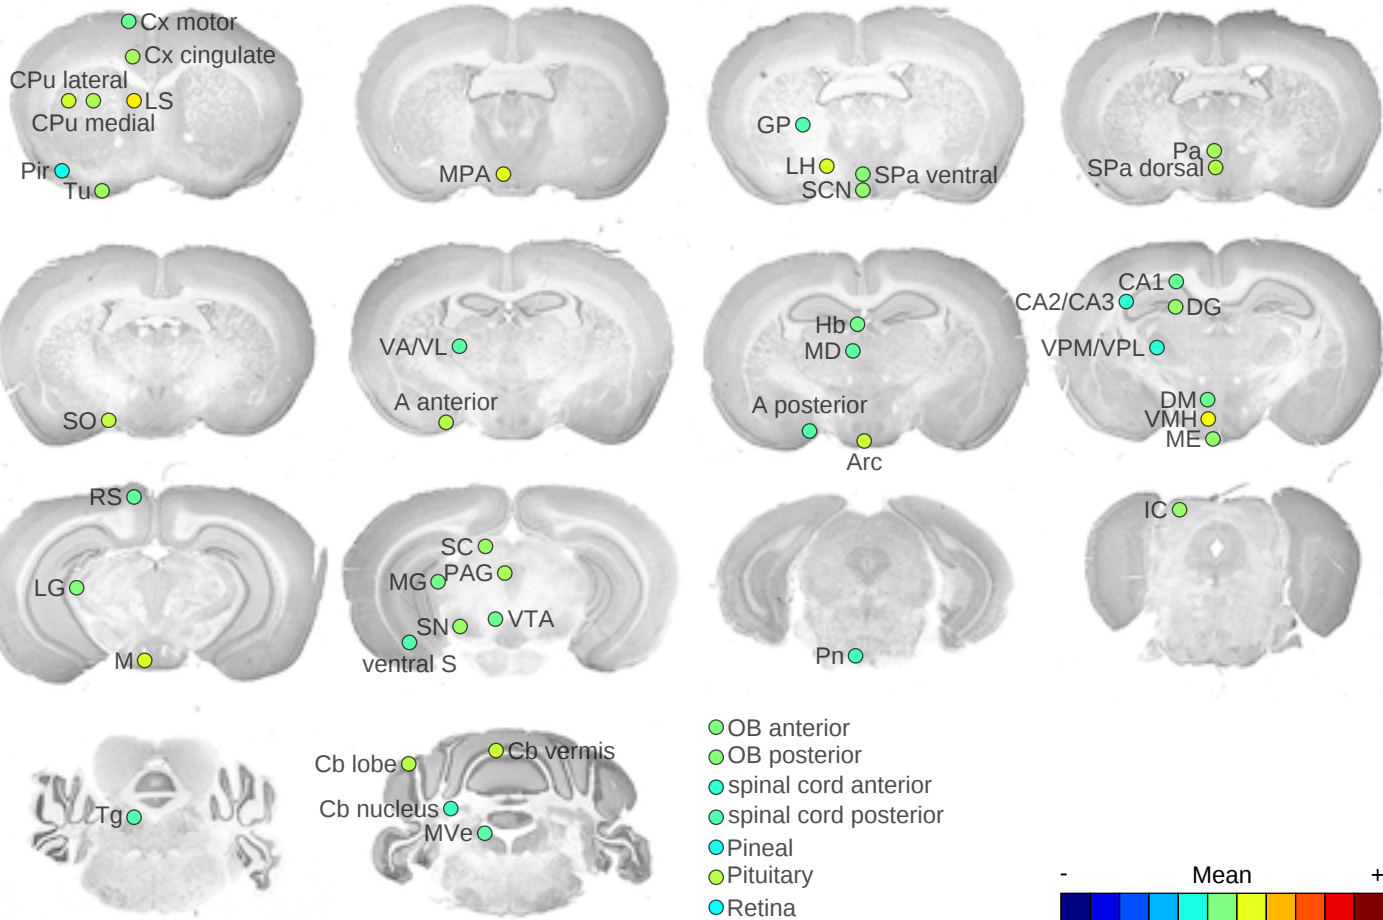 Cx motor
Cx cingulate
CPu lateral
LS
CPu medial
Pir
Tu
MPA
GP
LH
SPa ventral
SCN
Pa
SPa dorsal
SO
VA/VL
A anterior
Hb
MD
A posterior
Arc
CA1
CA2/CA3
DG
VPM/VPL
DM
VMH
ME
RS
LG
M
SC
PAG
MG
VTA
SN
ventral S
Pn
IC
Tg
Cb vermis
Cb lobe
Cb nucleus
MVe
OB anterior
OB posterior
spinal cord anterior
spinal cord posterior
Pineal
Pituitary
Retina
- Mean +